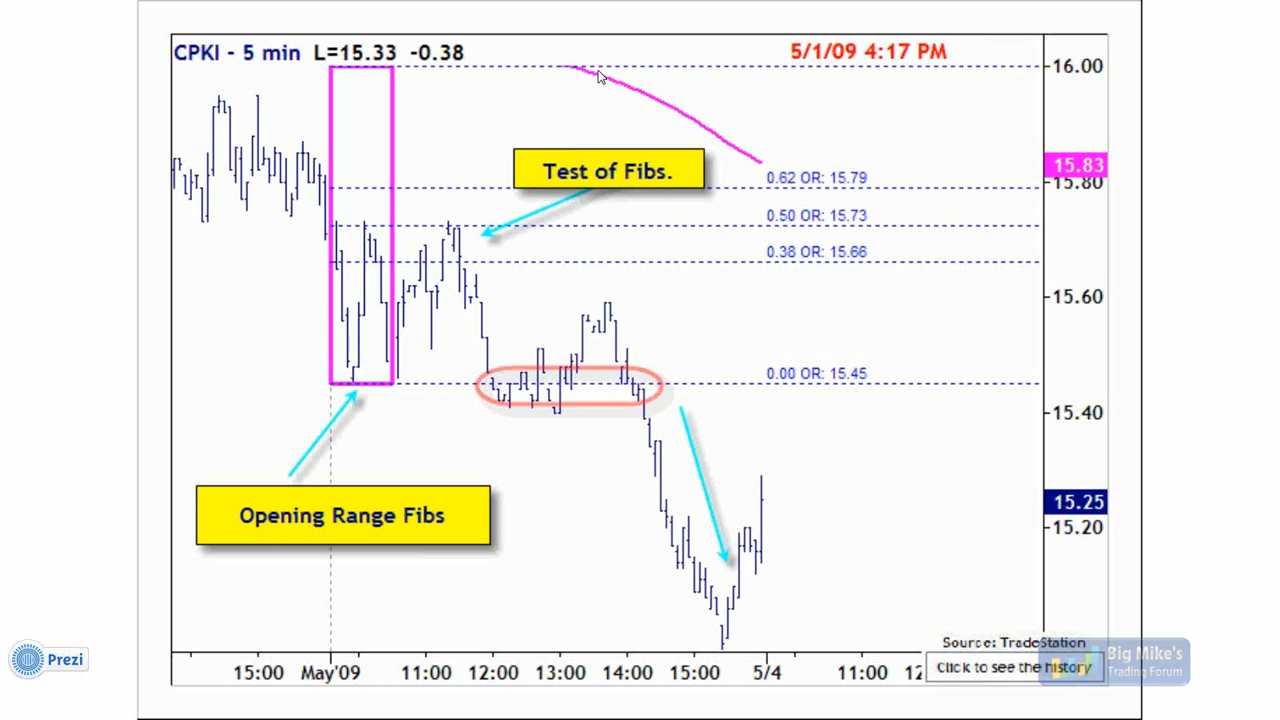 CPKI - 5 min L=15.33 -0.38 5/1/09 4:17 PM
16.00
15.83
Test of Fibs.
0.62 OR: 15.79
15.80
0.50 OR: 15.73
0.38 OR: 15.66
15.60
0.00 OR: 15.45
15.40
Opening Range Fibs
15.25
15.20
Source: TradeStation
Click to see the history
Big Mike's
Trading Forum
Prezi
15:00 May'09 11:00 12:00 13:00 14:00 15:00 5/4 11:00